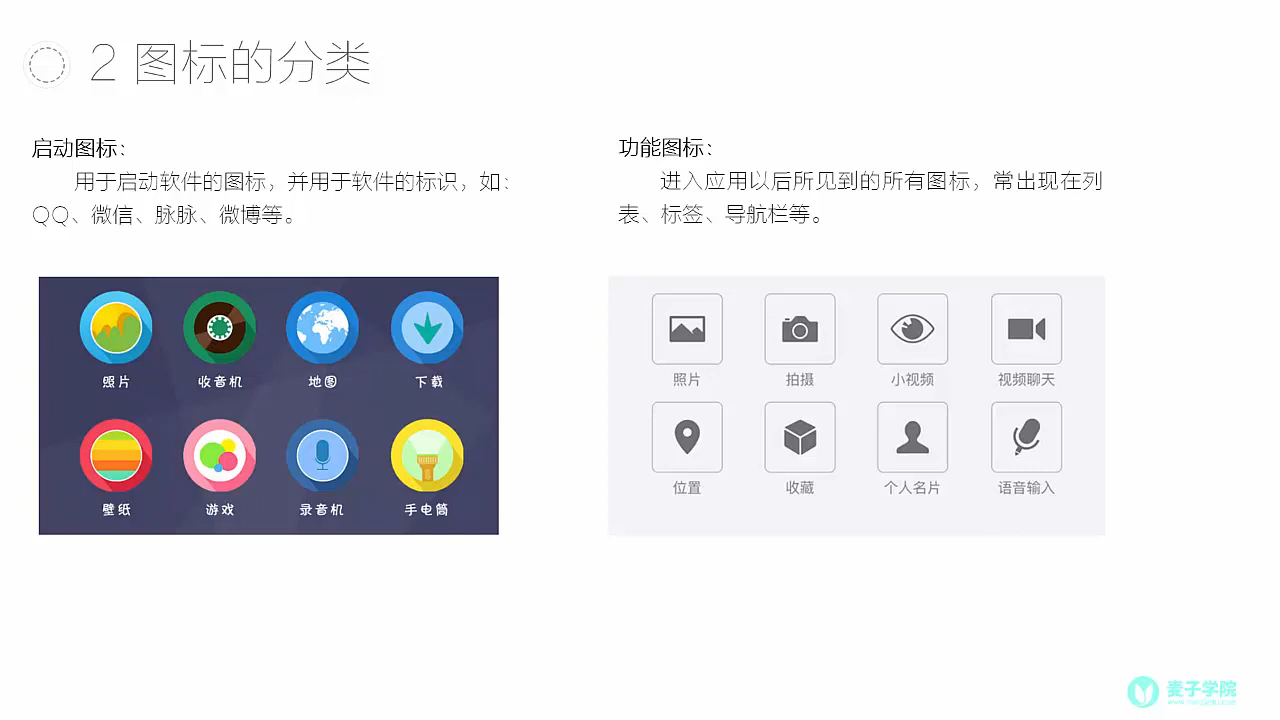 2 图标的分类
启动图标：
用于启动软件的图标，并用于软件的标识，如：
QQ、微信、脉脉、微博等。
功能图标：
进入应用以后所见到的所有图标，常出现在列
表、标签、导航栏等。
照片 收音机 地图 下载
壁纸 游戏 录音机 手电筒
照片 拍摄 小视频 视频聊天
位置 收藏 个人名片 语音输入
麦子学院